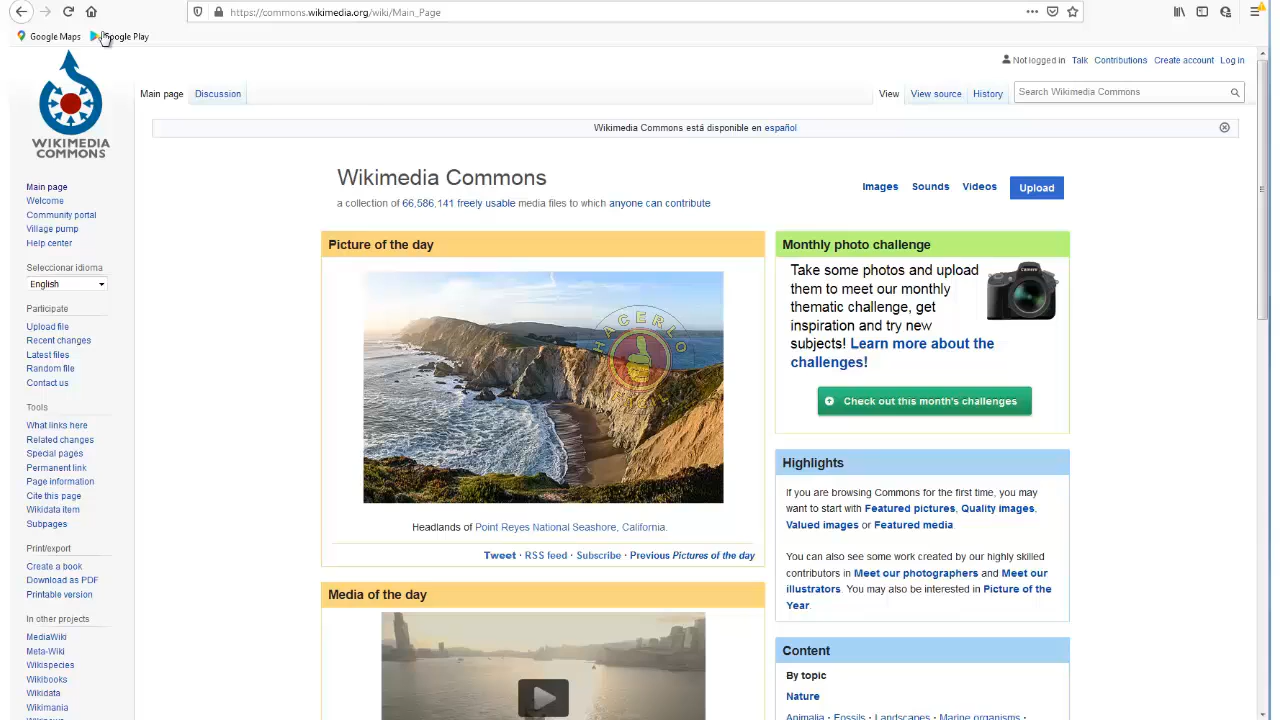 https://commons.wikimedia.org/wiki/Main_Page
Google Maps
Google Play
Not logged in Talk Contributions Create account Log in
Main page Discussion
View View source History
Search Wikimedia Commons
WIKIMEDIA
COMMONS
Wikimedia Commons está disponible en español
Main page
Welcome
Community portal
Village pump
Help center
Seleccionar idioma
English
Participate
Upload file
Recent changes
Latest files
Random file
Contact us
Tools
What links here
Related changes
Special pages
Permanent link
Page information
Cite this page
Wikidata item
Subpages
Print/export
Create a book
Download as PDF
Printable version
In other projects
MediaWiki
Meta-Wiki
Wikispecies
Wikibooks
Wikidata
Wikimania
Wikimedia Commons
a collection of 66,586,141 freely usable media files to which anyone can contribute
Images Sounds Videos Upload
Picture of the day
HACERLO
Headlands of Point Reyes National Seashore, California.
Tweet · RSS feed · Subscribe · Previous Pictures of the day
Media of the day
Monthly photo challenge
Take some photos and upload
them to meet our monthly
thematic challenge, get
inspiration and try new
subjects! Learn more about the
challenges!
Check out this month's challenges
Highlights
If you are browsing Commons for the first time, you may
want to start with Featured pictures, Quality images,
Valued images or Featured media.
You can also see some work created by our highly skilled
contributors in Meet our photographers and Meet our
illustrators. You may also be interested in Picture of the
Year.
Content
By topic
Nature
Animalia · Fossils · Landscapes · Marine organisms ·